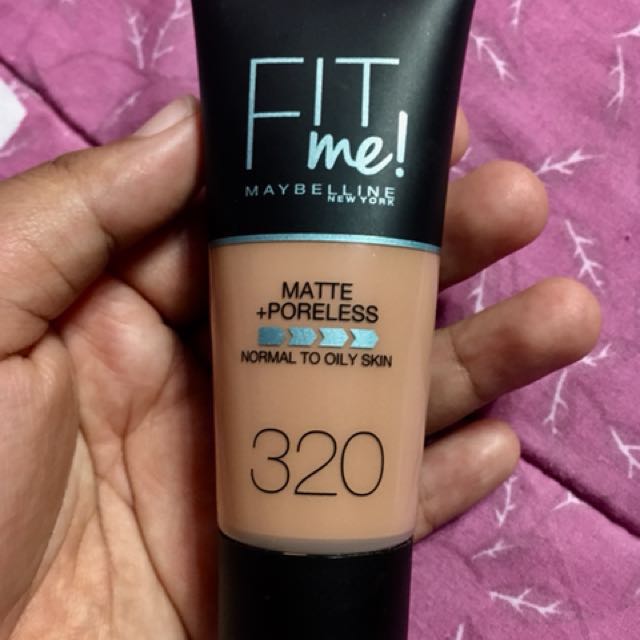 FIT
me!
MAYBELLINE
NEW YORK
MATTE
+PORELESS
NORMAL TO OILY SKIN
320